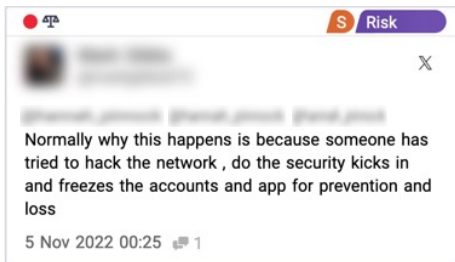 S Risk
Normally why this happens is because someone has
tried to hack the network , do the security kicks in
and freezes the accounts and app for prevention and
loss
5 Nov 2022 00:25 1